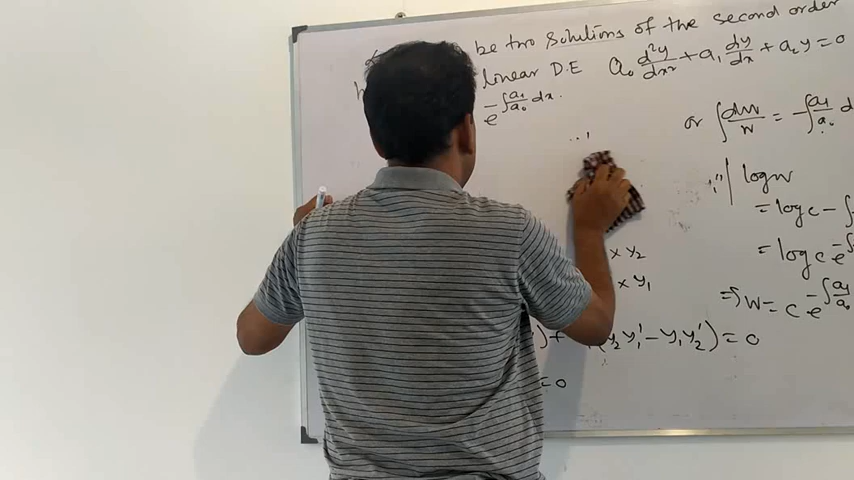 be two solutions of the second order
linear D.E a₀ d²y/dx² + a₁ dy/dx + a₂y = 0
e^(-∫a₁/a₀ dx).
or ∫dw/w = -∫a₁/a₀ d
log w
= log c - ∫
× y₂
= log c e^(-∫
× y₁
⇒ w = c e^(-∫a₁/a₀
) + (y₂y₁' - y₁y₂') = 0
= 0